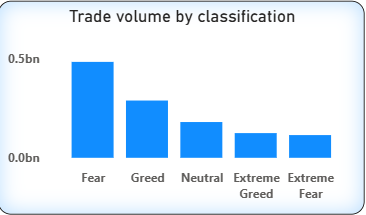 Trade volume by classification
0.5bn
0.0bn
Fear Greed Neutral Extreme Greed Extreme Fear